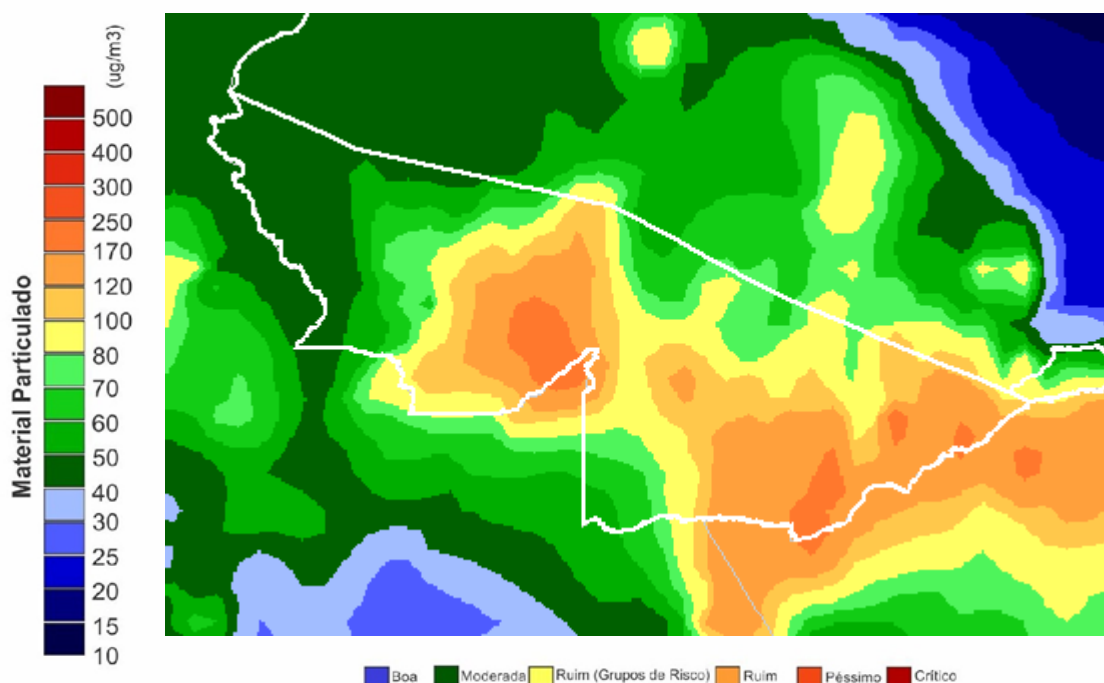 (ug/m3)
Material Particulado
500
400
300
250
170
120
100
80
70
60
50
40
30
25
20
15
10
Boa
Moderada
Ruim (Grupos de Risco)
Ruim
Péssimo
Crítico